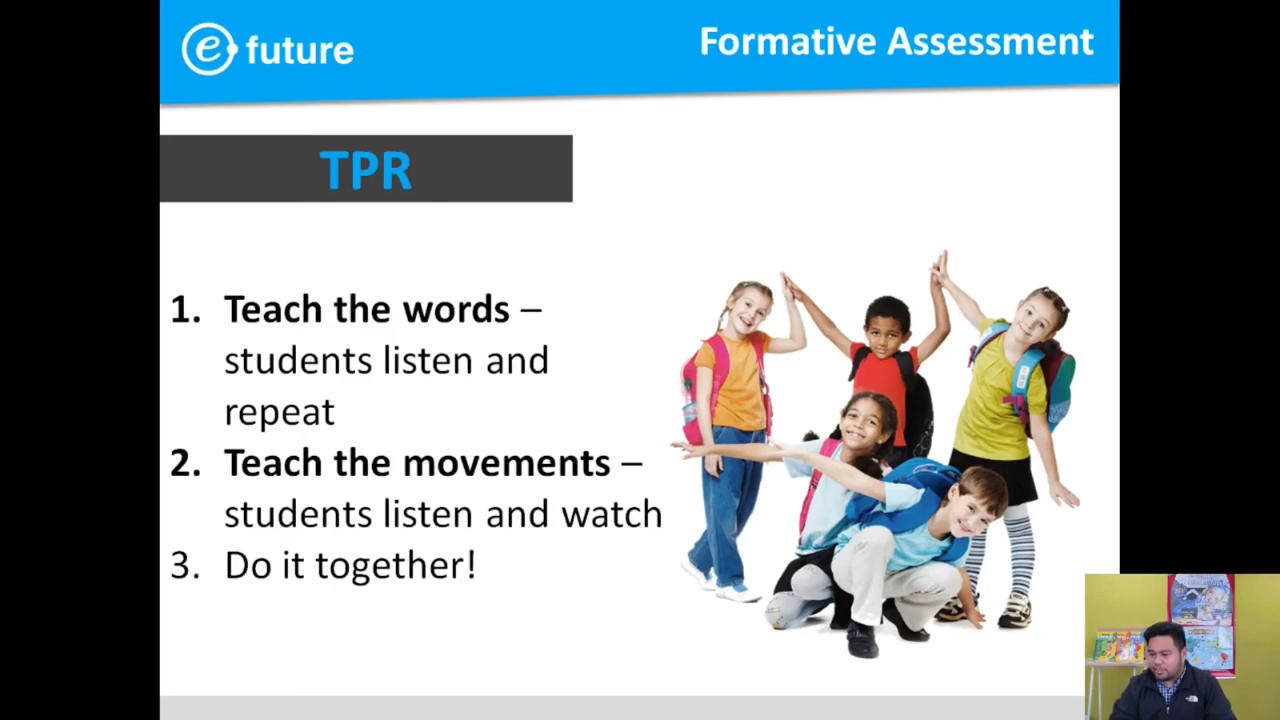 e future
Formative Assessment
TPR
1. Teach the words –
students listen and
repeat
2. Teach the movements –
students listen and watch
3. Do it together!